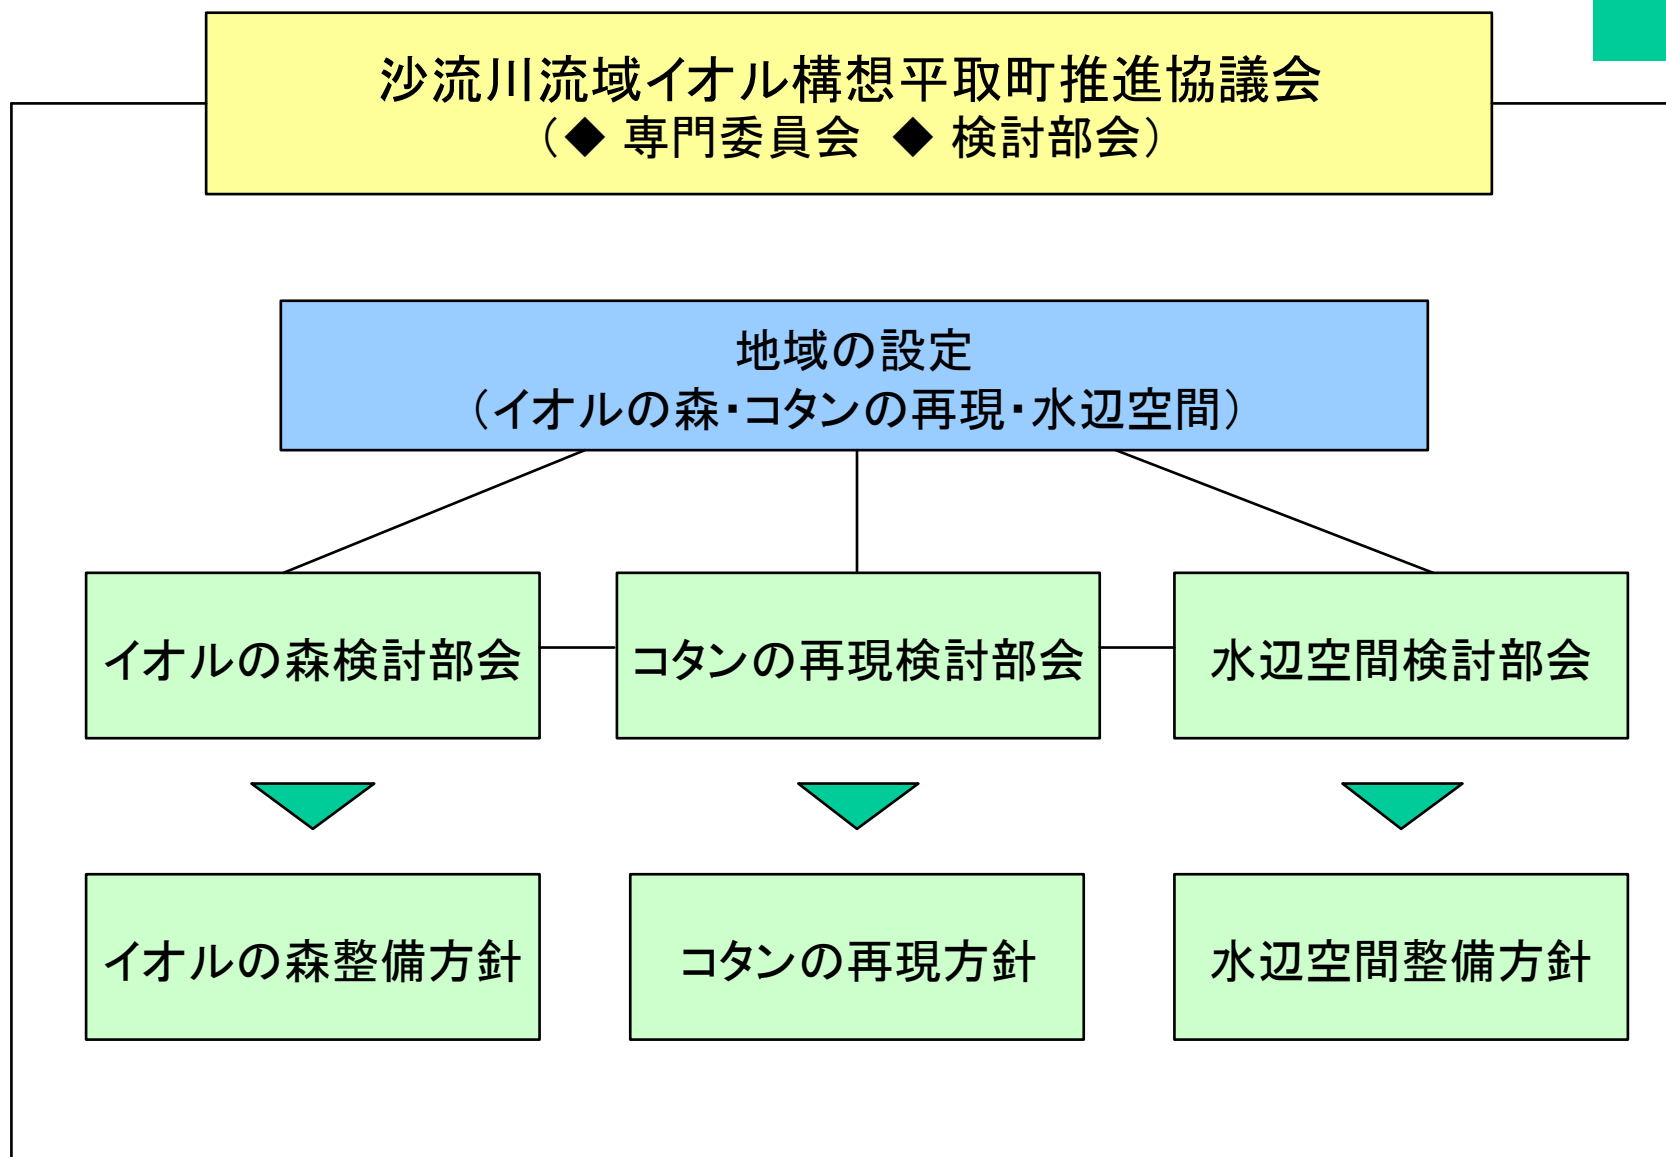 沙流川流域イオル構想平取町推進協議会
（◆ 専門委員会 ◆ 検討部会）
地域の設定
（イオルの森・コタンの再現・水辺空間）
イオルの森検討部会
コタンの再現検討部会
水辺空間検討部会
イオルの森整備方針
コタンの再現方針
水辺空間整備方針